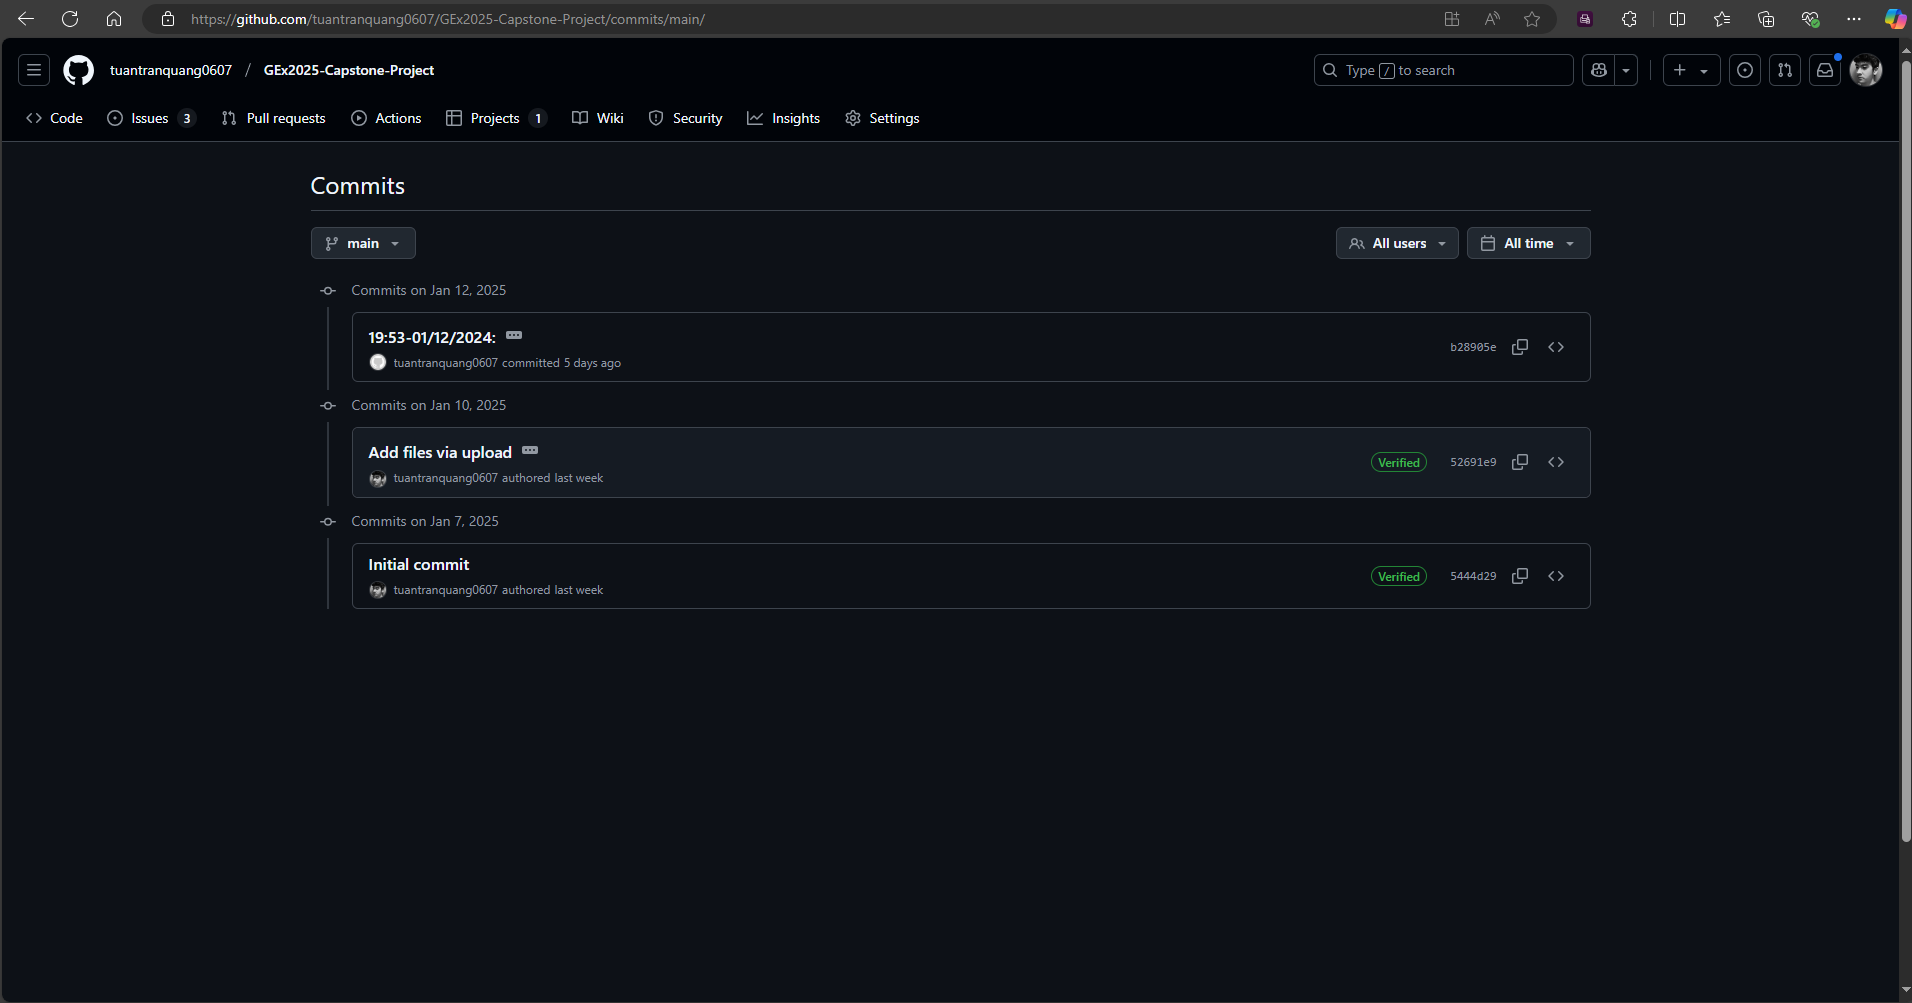 https://github.com/tuantranquang0607/GEx2025-Capstone-Project/commits/main/
tuantranquang0607 / GEx2025-Capstone-Project
Type / to search
Code Issues 3 Pull requests Actions Projects 1 Wiki Security Insights Settings
Commits
main All users All time
Commits on Jan 12, 2025
19:53-01/12/2024:
b28905e
tuantranquang0607 committed 5 days ago
Commits on Jan 10, 2025
Add files via upload
Verified 52691e9
tuantranquang0607 authored last week
Commits on Jan 7, 2025
Initial commit
Verified 5444d29
tuantranquang0607 authored last week